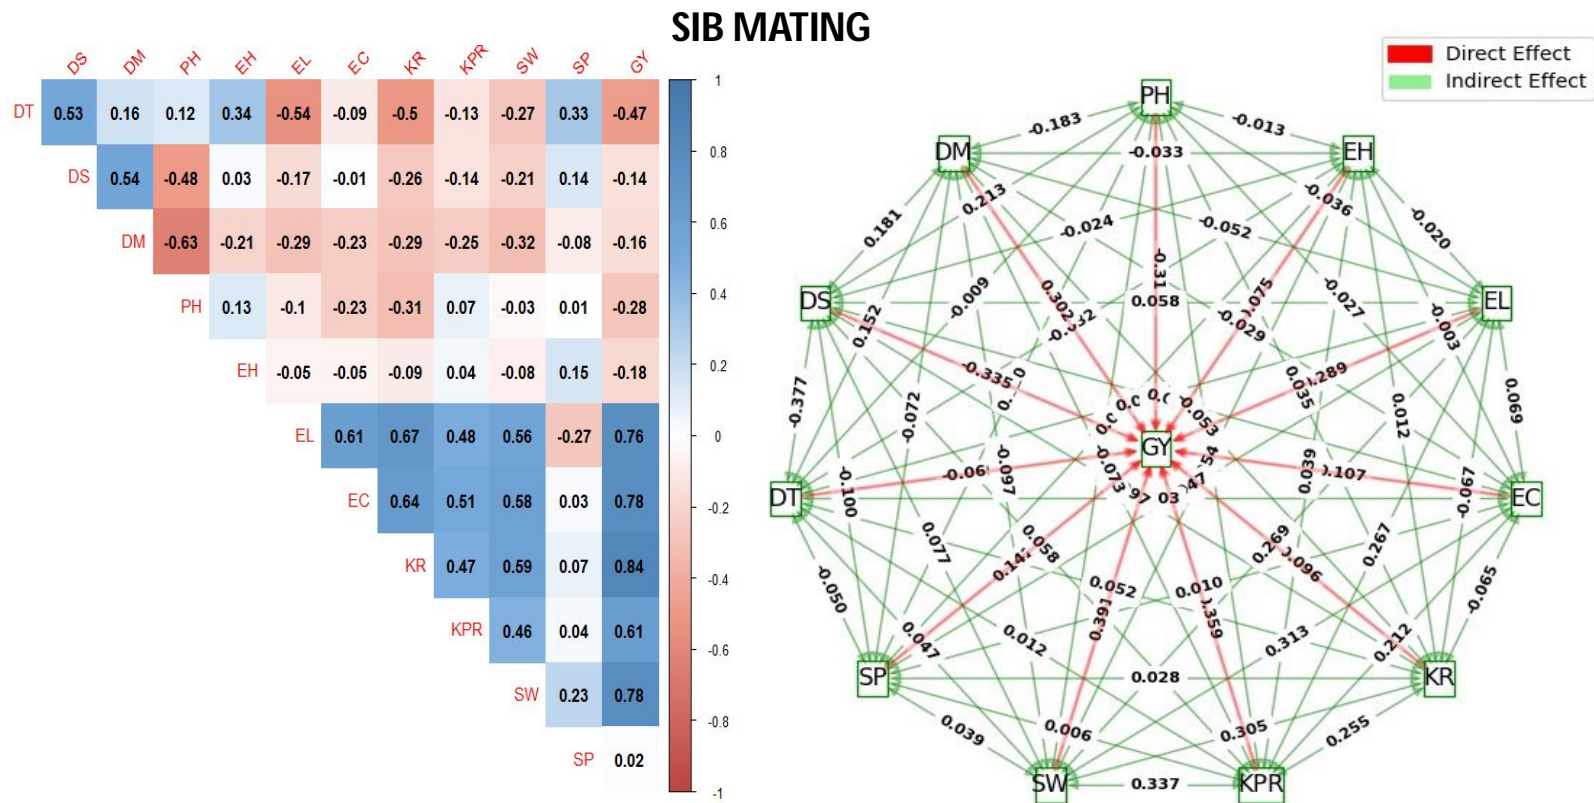 SIB MATING
DS DM PH EH EL EC KR KPR SW SP GY
DT 0.53 0.16 0.12 0.34 -0.54 -0.09 -0.5 -0.13 -0.27 0.33 -0.47
DS 0.54 -0.48 0.03 -0.17 -0.01 -0.26 -0.14 -0.21 0.14 -0.14
DM -0.63 -0.21 -0.29 -0.23 -0.29 -0.25 -0.32 -0.08 -0.16
PH 0.13 -0.1 -0.23 -0.31 0.07 -0.03 0.01 -0.28
EH -0.05 -0.05 -0.09 0.04 -0.08 0.15 -0.18
EL 0.61 0.67 0.48 0.56 -0.27 0.76
EC 0.64 0.51 0.58 0.03 0.78
KR 0.47 0.59 0.07 0.84
KPR 0.46 0.04 0.61
SW 0.23 0.78
SP 0.02
1
0.8
0.6
0.4
0.2
0
-0.2
-0.4
-0.6
-0.8
-1
Direct Effect
Indirect Effect
PH
-0.183 -0.013
DM -0.033 EH
0.213 -0.036
0.181 -0.024 -0.052 -0.020
-0.009 -0.027
DS 0.302 0.058 EL
0.152 -0.029 -0.003
-0.335
-0.377 0.035 0.069
-0.072 -0.053 0.012
GY
-0.097 -0.073 0.039
DT -0.100 -0.067 EC
0.077 0.058 0.269 0.267
-0.050 0.052 0.010 -0.065
0.391
0.047 0.012 0.313 0.212
SP 0.028 KR
0.039 0.006 0.305 0.255
SW 0.337 KPR